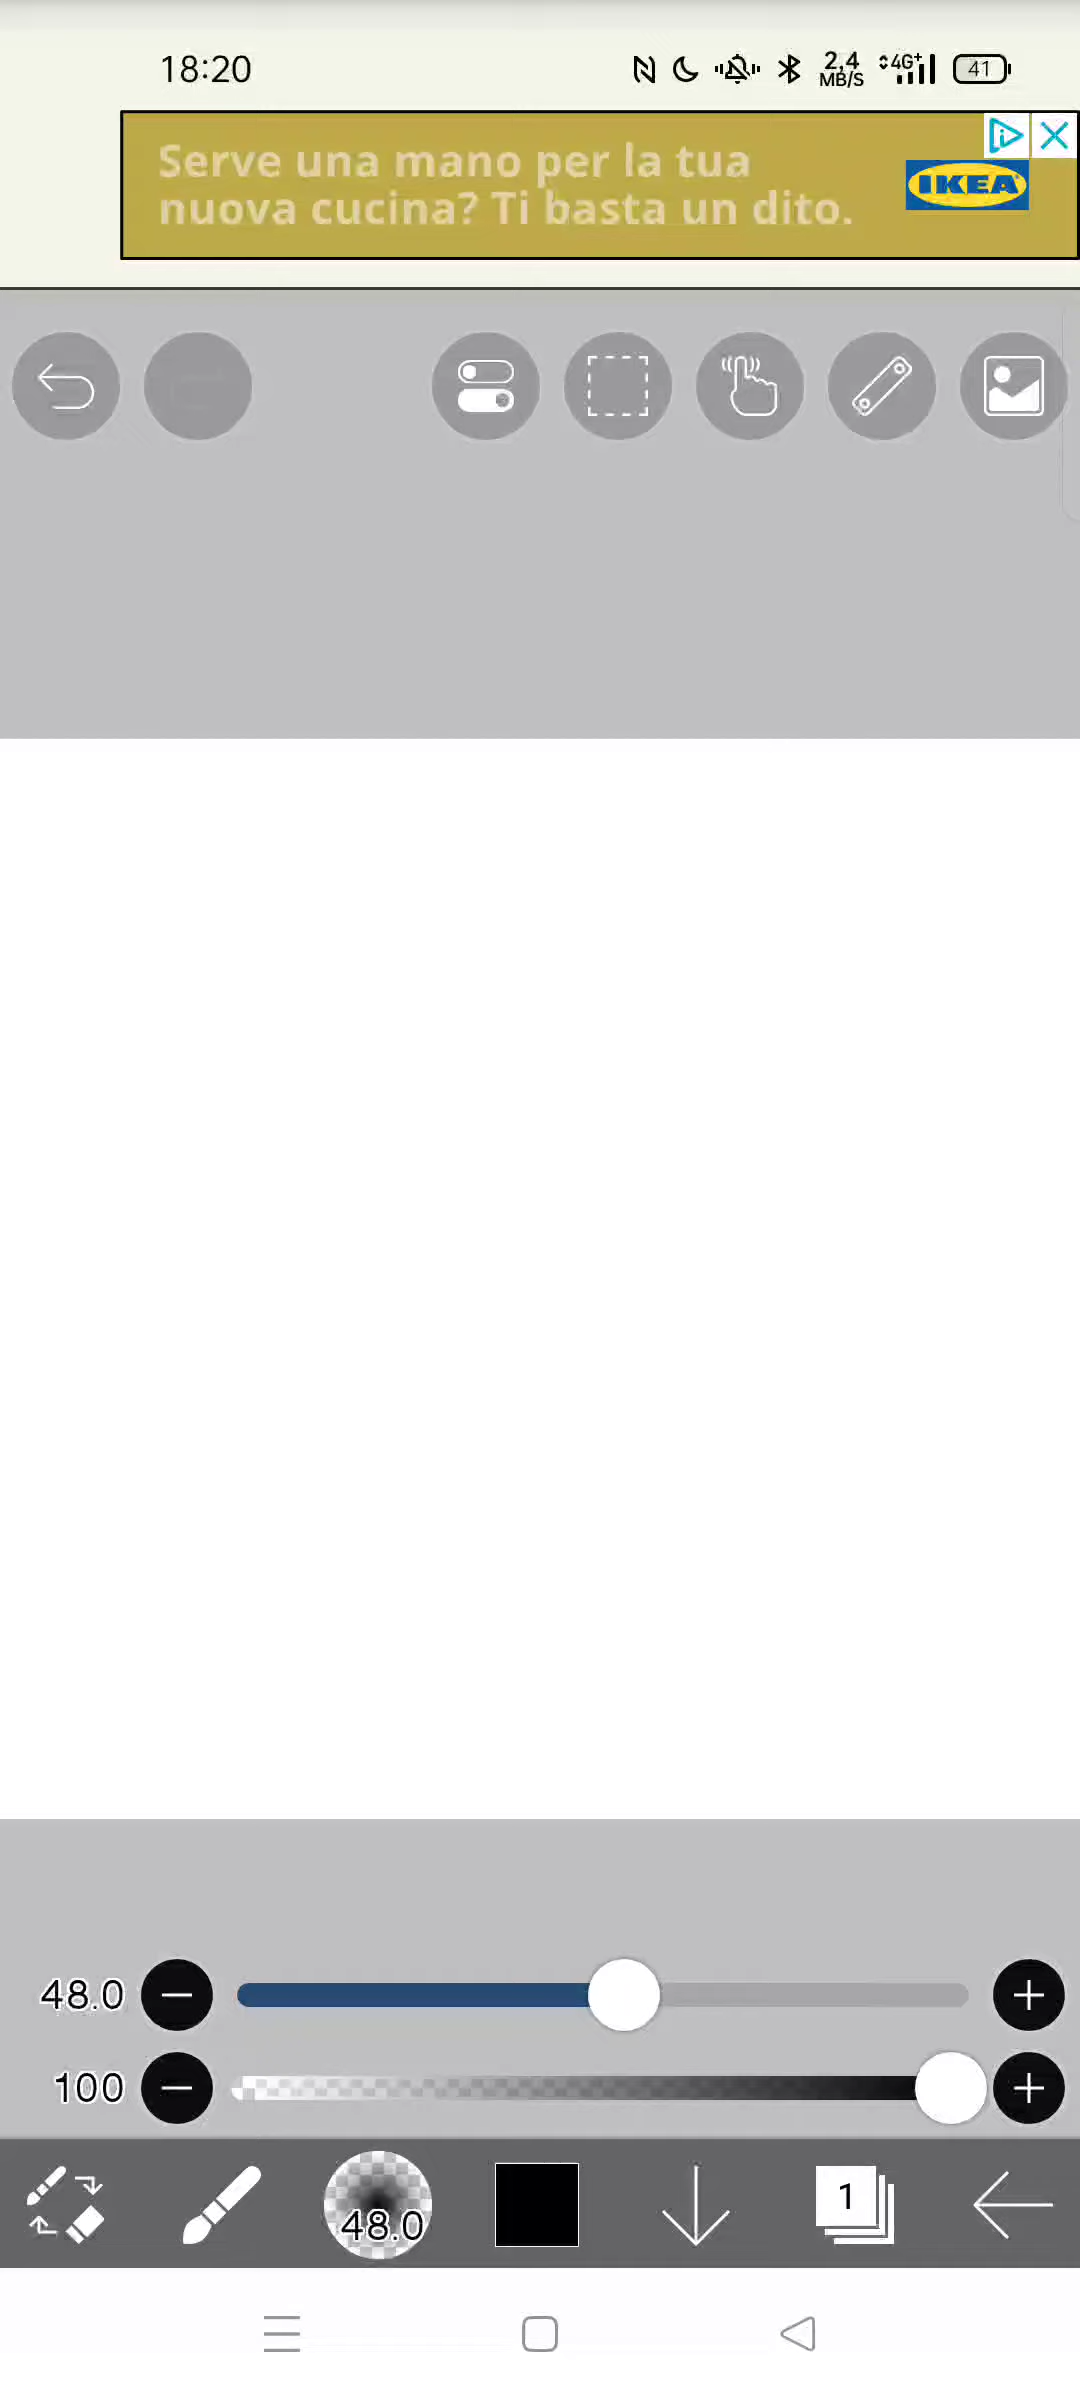 18:20
2,4
MB/S
4G+
41
Serve una mano per la tua
nuova cucina? Ti basta un dito.
IKEA
48.0
100
48.0
1